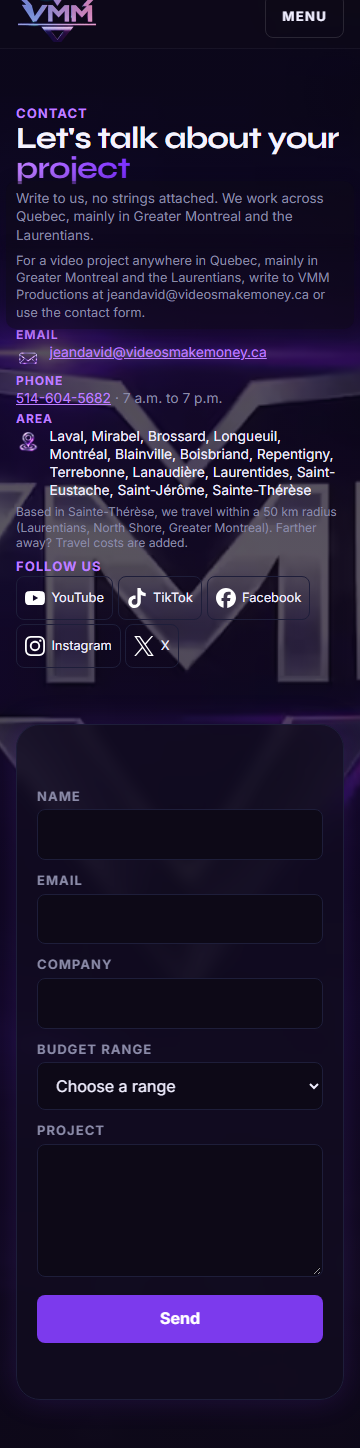 VMM
MENU
CONTACT
Let's talk about your
project
Write to us, no strings attached. We work across
Quebec, mainly in Greater Montreal and the
Laurentians.
For a video project anywhere in Quebec, mainly in
Greater Montreal and the Laurentians, write to VMM
Productions at jeandavid@videosmakemoney.ca or
use the contact form.
EMAIL
jeandavid@videosmakemoney.ca
PHONE
514-604-5682 · 7 a.m. to 7 p.m.
AREA
Laval, Mirabel, Brossard, Longueuil,
Montréal, Blainville, Boisbriand, Repentigny,
Terrebonne, Lanaudière, Laurentides, Saint-
Eustache, Saint-Jérôme, Sainte-Thérèse
Based in Sainte-Thérèse, we travel within a 50 km radius
(Laurentians, North Shore, Greater Montreal). Farther
away? Travel costs are added.
FOLLOW US
YouTube
TikTok
Facebook
Instagram
X
NAME
EMAIL
COMPANY
BUDGET RANGE
Choose a range
PROJECT
Send